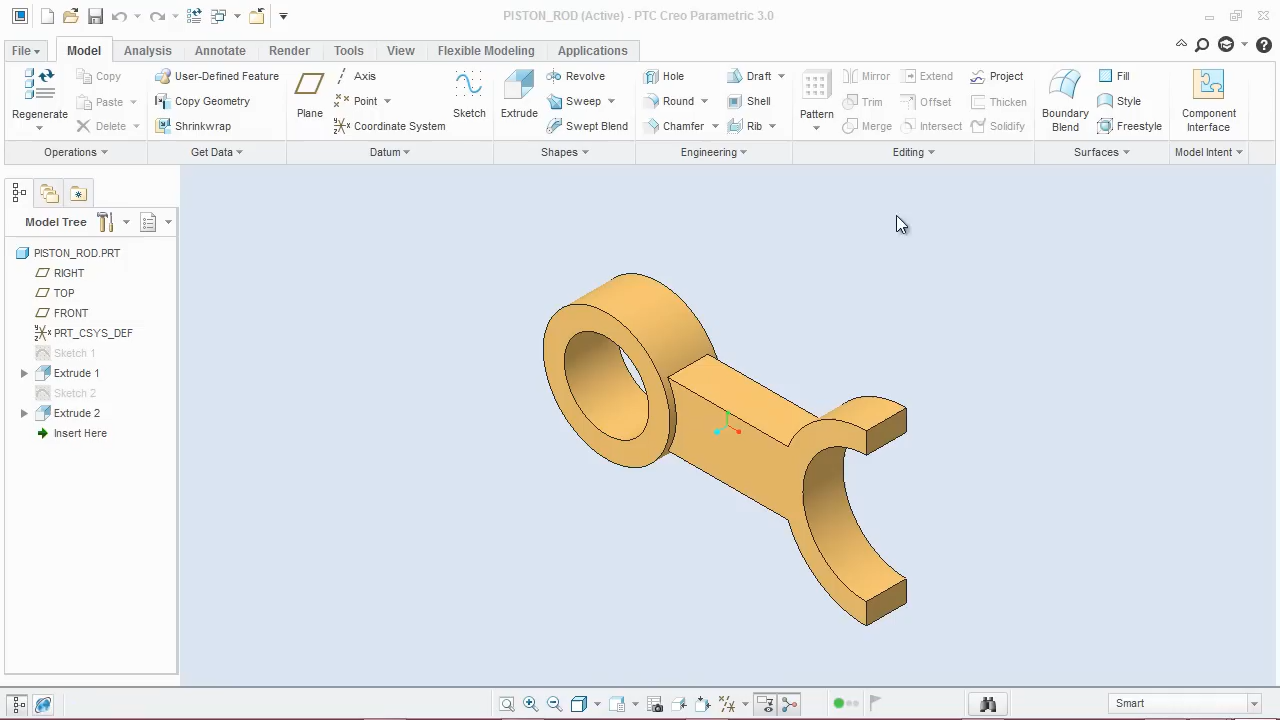 PISTON_ROD (Active) - PTC Creo Parametric 3.0
File Model Analysis Annotate Render Tools View Flexible Modeling Applications
Copy User-Defined Feature Axis Revolve Hole Draft Mirror Extend Project Fill
Regenerate Paste Copy Geometry Plane Point Sketch Extrude Sweep Round Shell Pattern Trim Offset Thicken Boundary Blend Style Component Interface
Delete Shrinkwrap Coordinate System Swept Blend Chamfer Rib Merge Intersect Solidify Freestyle
Operations Get Data Datum Shapes Engineering Editing Surfaces Model Intent
Model Tree
PISTON_ROD.PRT
RIGHT
TOP
FRONT
PRT_CSYS_DEF
Sketch 1
Extrude 1
Sketch 2
Extrude 2
Insert Here
Smart